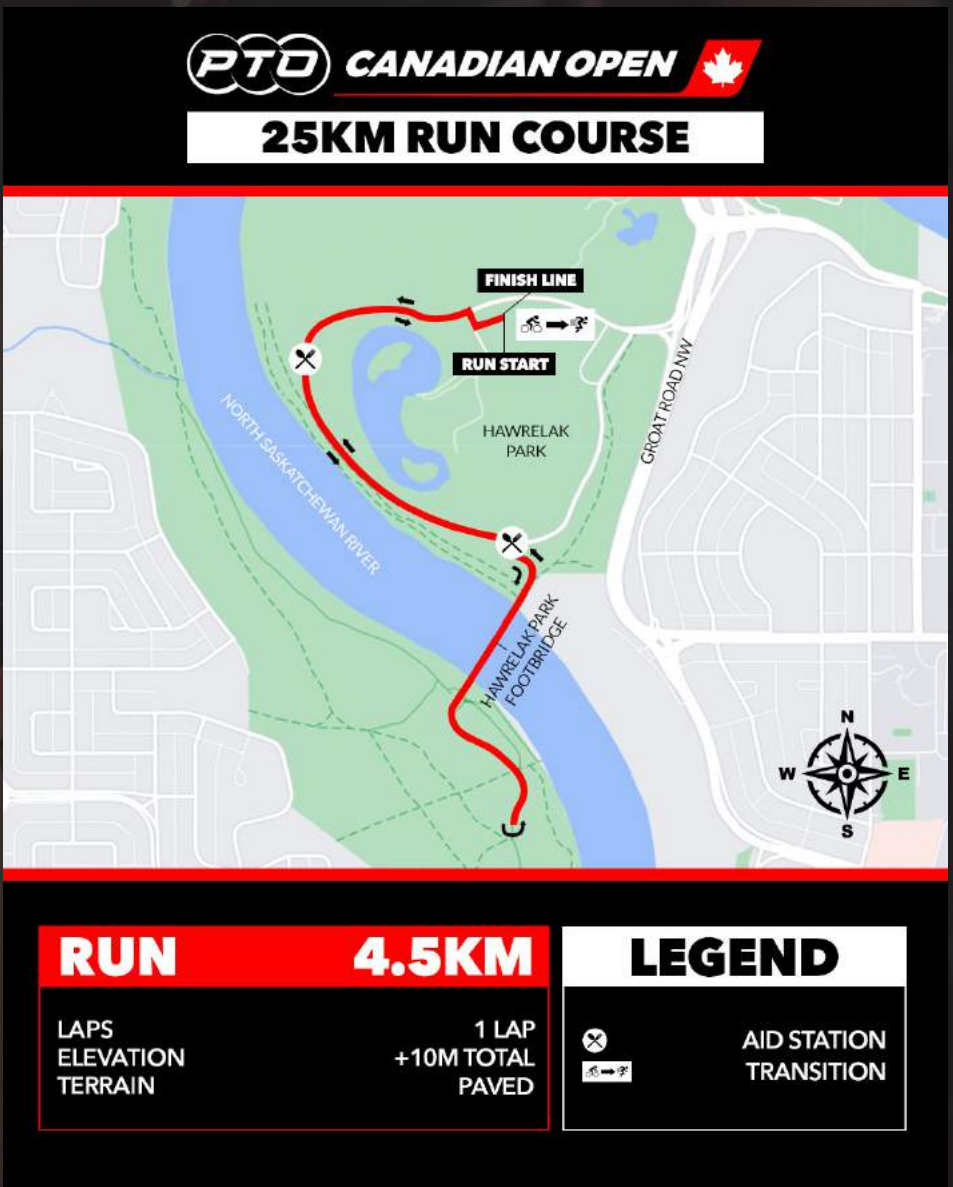 PTO CANADIAN OPEN
25KM RUN COURSE
FINISH LINE
RUN START
HAWRELAK
PARK
GROAT ROAD NW
NORTH SASKATCHEWAN RIVER
HAWRELAK PARK
FOOTBRIDGE
N
W
E
S
RUN 4.5KM
LAPS 1 LAP
ELEVATION +10M TOTAL
TERRAIN PAVED
LEGEND
AID STATION
TRANSITION